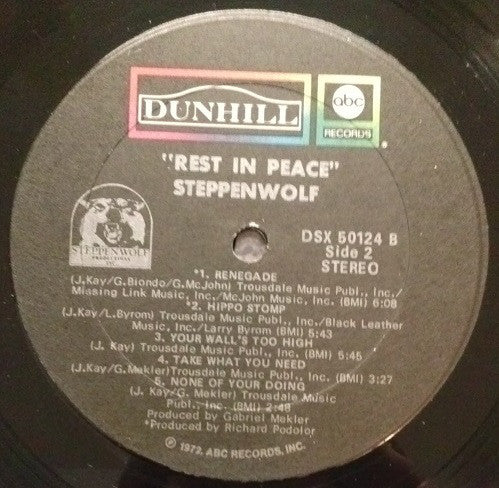 DUNHILL
abc
RECORDS
®
"REST IN PEACE"
STEPPENWOLF
STEPPENWOLF
PRODUCTIONS
INC.
DSX 50124 B
Side 2
STEREO
*1. RENEGADE
(J.Kay/G.Biondo/G.McJohn) Trousdale Music Publ., Inc./
Missing Link Music, Inc./McJohn Music, Inc. (BMI) 6:08
*2. HIPPO STOMP
(J.Kay/L.Byrom) Trousdale Music Publ., Inc./Black Leather
Music, Inc./Larry Byrom (BMI) 5:43
3. YOUR WALL'S TOO HIGH
(J. Kay) Trousdale Music Publ., Inc. (BMI) 5:45
4. TAKE WHAT YOU NEED
(J.Kay/G.Mekler) Trousdale Music Publ., Inc. (BMI) 3:27
5. NONE OF YOUR DOING
(J. Kay/G. Mekler) Trousdale Music
Publ., Inc. (BMI) 2:48
Produced by Gabriel Mekler
*Produced by Richard Podolor
℗ 1972, ABC RECORDS, INC.